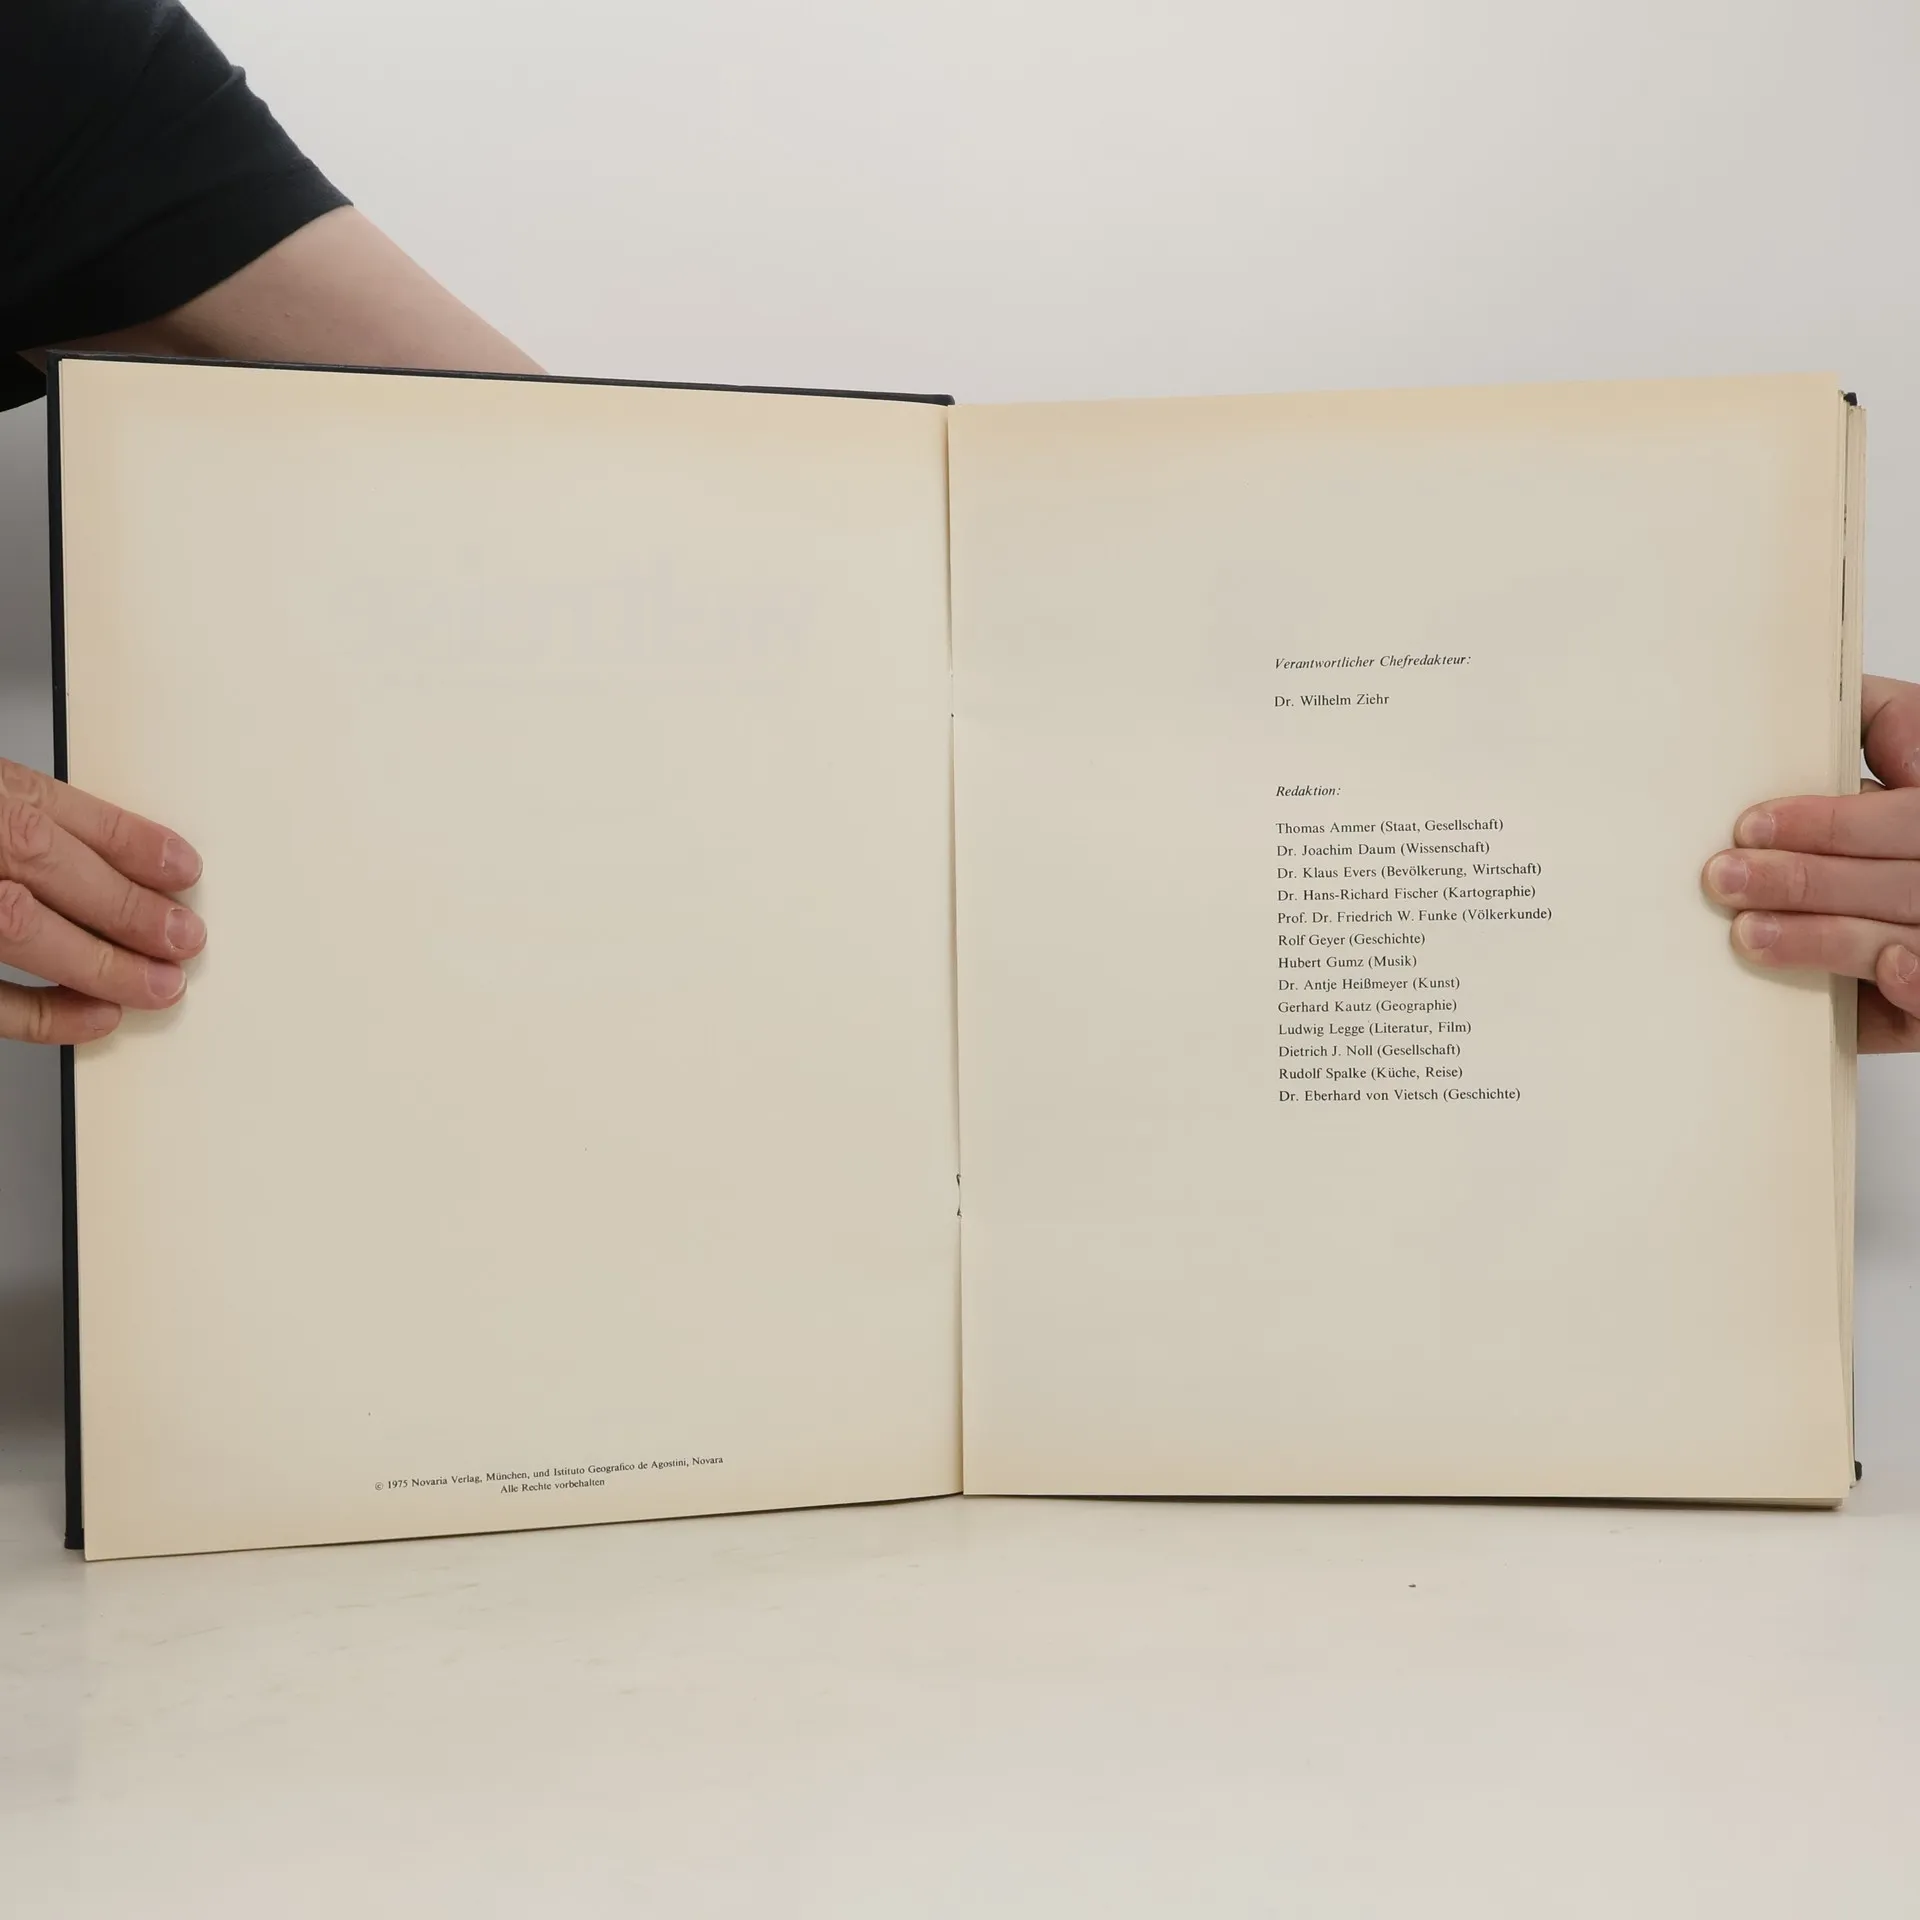 © 1975 Novaria Verlag, München, und Istituto Geografico de Agostini, Novara
Alle Rechte vorbehalten
Verantwortlicher Chefredakteur:
Dr. Wilhelm Ziehr
Redaktion:
Thomas Ammer (Staat, Gesellschaft)
Dr. Joachim Daum (Wissenschaft)
Dr. Klaus Evers (Bevölkerung, Wirtschaft)
Dr. Hans-Richard Fischer (Kartographie)
Prof. Dr. Friedrich W. Funke (Völkerkunde)
Rolf Geyer (Geschichte)
Hubert Gumz (Musik)
Dr. Antje Heißmeyer (Kunst)
Gerhard Kautz (Geographie)
Ludwig Legge (Literatur, Film)
Dietrich J. Noll (Gesellschaft)
Rudolf Spalke (Küche, Reise)
Dr. Eberhard von Vietsch (Geschichte)